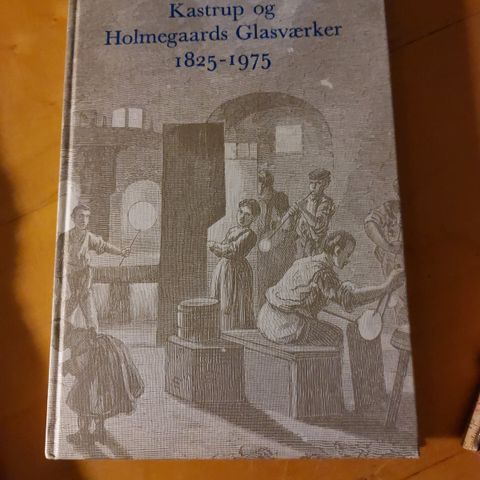 Kastrup og
Holmegaards Glasværker
1825-1975